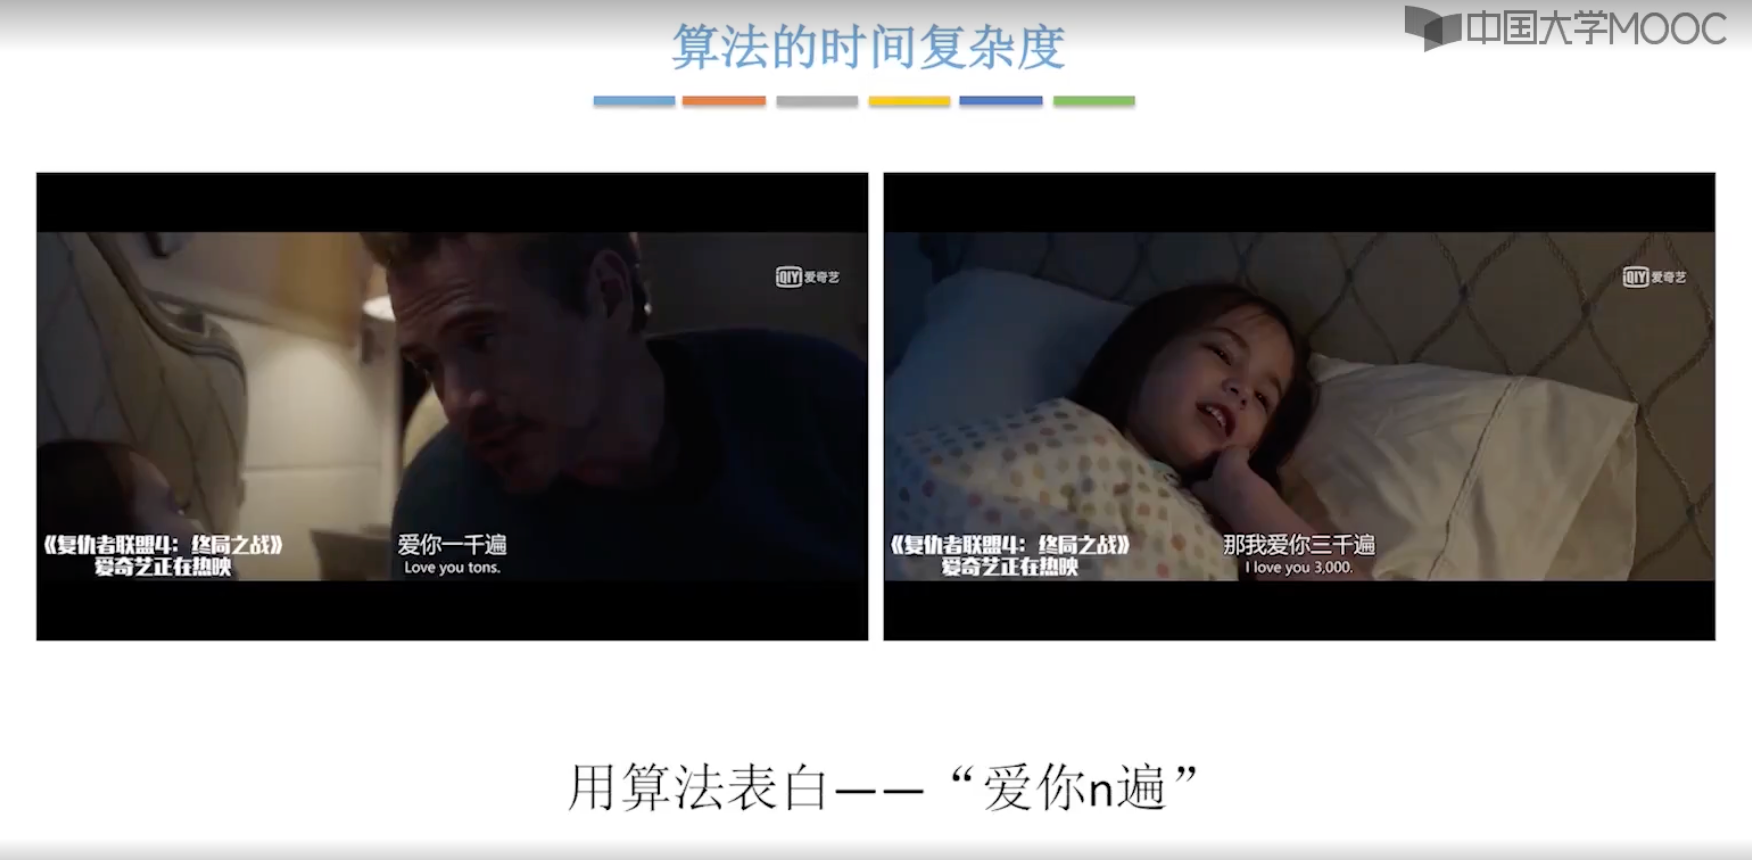 中国大学MOOC
算法的时间复杂度
QIY 爱奇艺
《复仇者联盟4：终局之战》
爱奇艺正在热映
爱你一千遍
Love you tons.
QIY 爱奇艺
《复仇者联盟4：终局之战》
爱奇艺正在热映
那我爱你三千遍
I love you 3,000.
用算法表白——“爱你n遍”